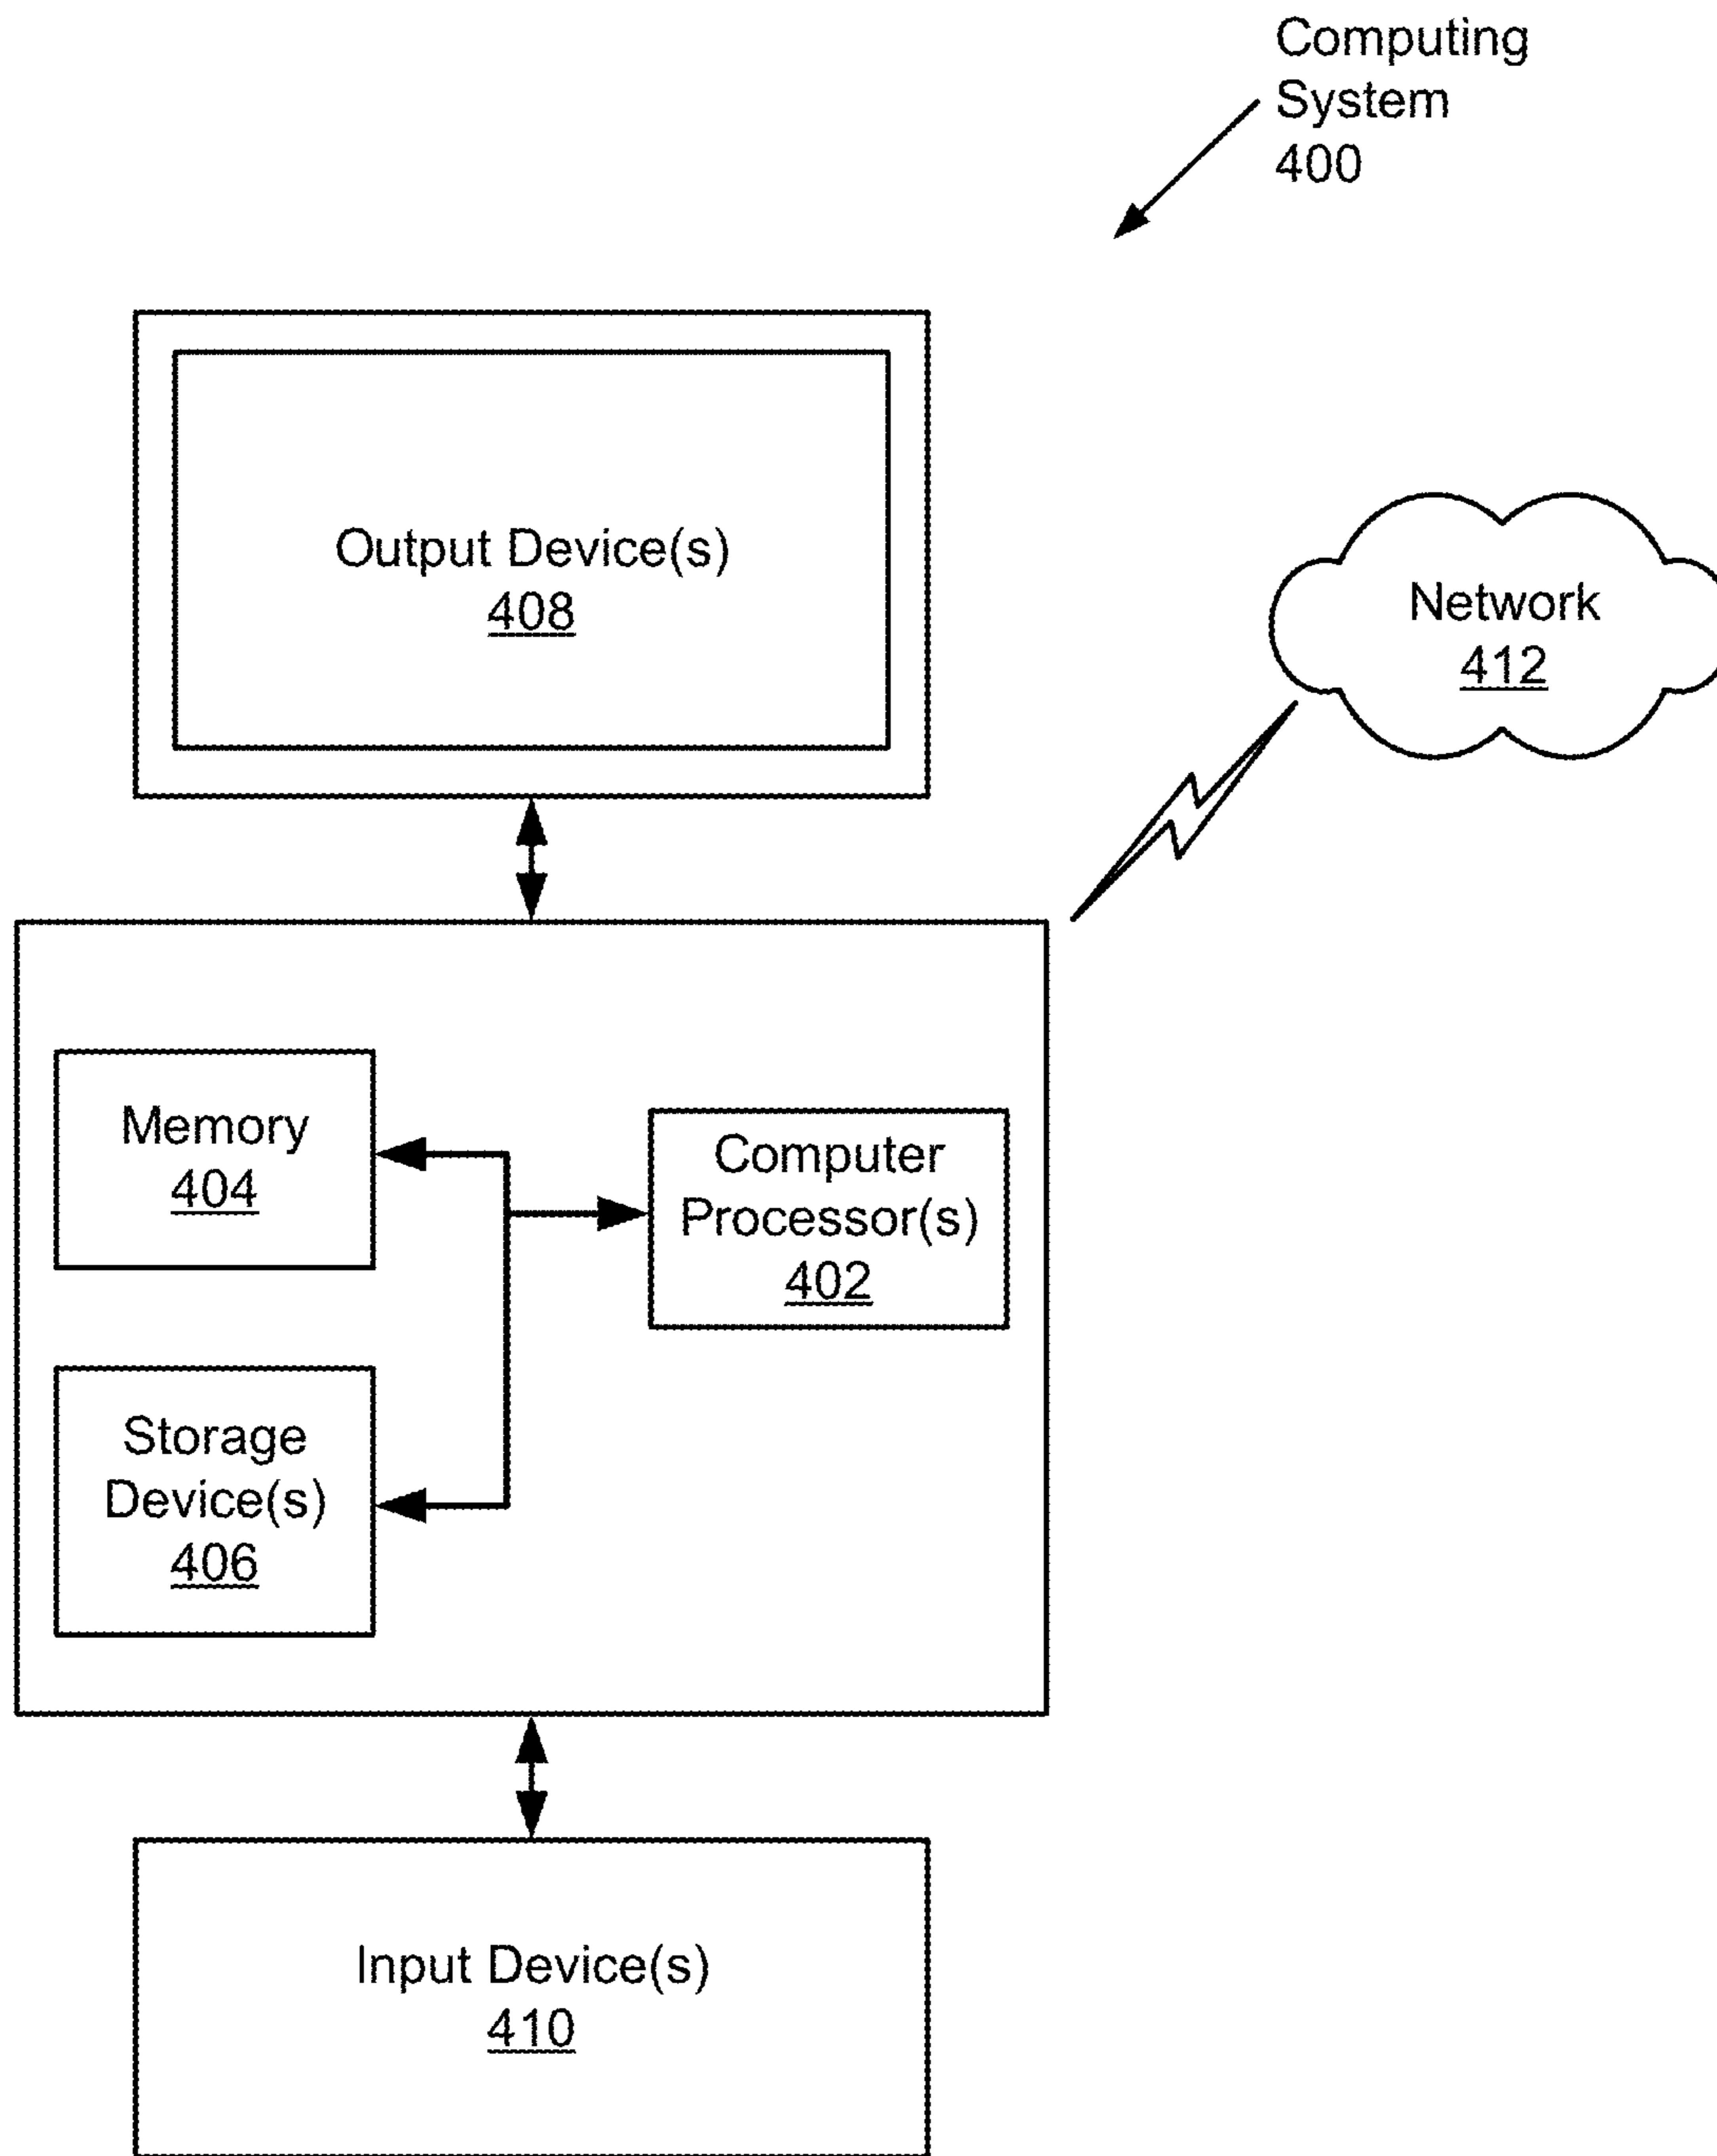 Computing
System
400
Output Device(s)
408
Network
412
Memory
404
Computer
Processor(s)
402
Storage
Device(s)
406
Input Device(s)
410